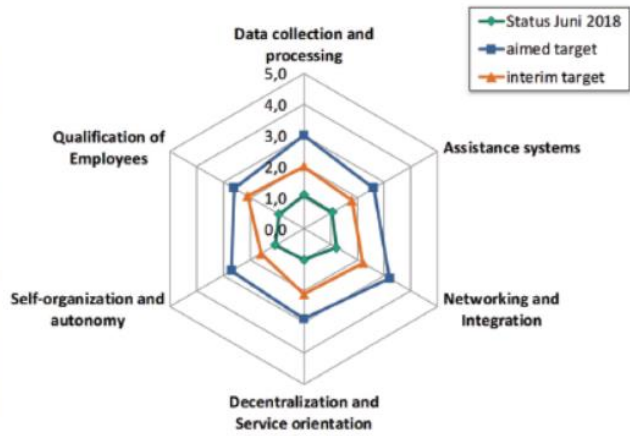 Status Juni 2018
aimed target
interim target
Data collection and
processing
5,0
4,0
3,0
2,0
1,0
0,0
Assistance systems
Networking and
Integration
Decentralization and
Service orientation
Self-organization and
autonomy
Qualification of
Employees